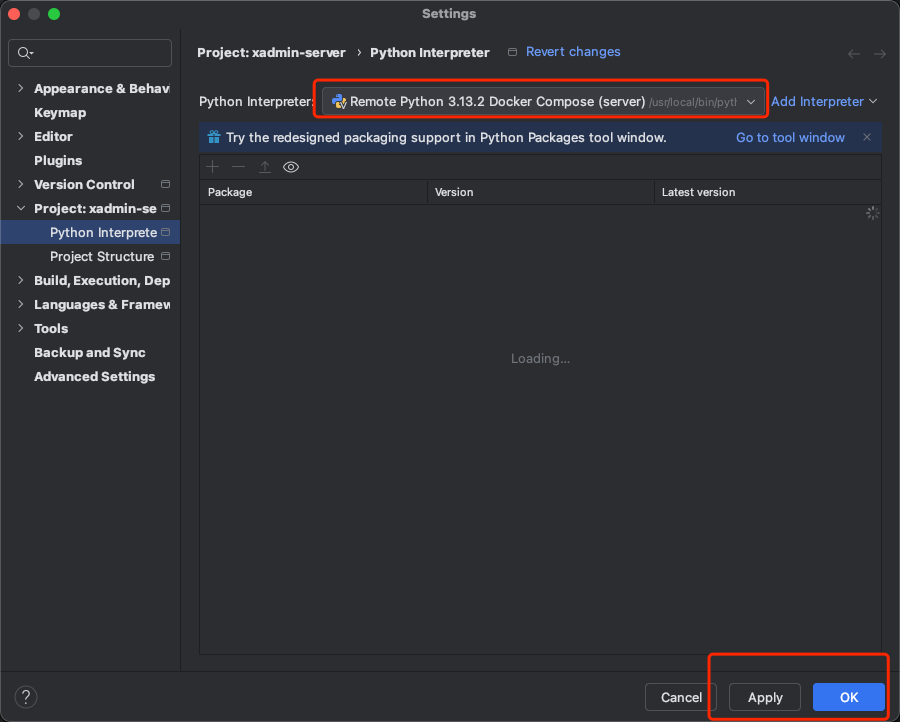 Settings
Project: xadmin-server › Python Interpreter Revert changes
Python Interpreter: Remote Python 3.13.2 Docker Compose (server) /usr/local/bin/pyth Add Interpreter
Try the redesigned packaging support in Python Packages tool window. Go to tool window
Package Version Latest version
Loading...
Appearance & Behavi
Keymap
Editor
Plugins
Version Control
Project: xadmin-se
Python Interprete
Project Structure
Build, Execution, Dep
Languages & Framew
Tools
Backup and Sync
Advanced Settings
? Cancel Apply OK